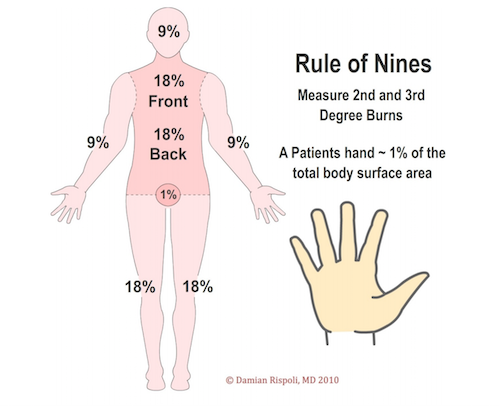 9%
18%
Front
18%
Back
9%
9%
1%
18%
18%
Rule of Nines
Measure 2nd and 3rd
Degree Burns
A Patients hand ~ 1% of the
total body surface area
© Damian Rispoli, MD 2010